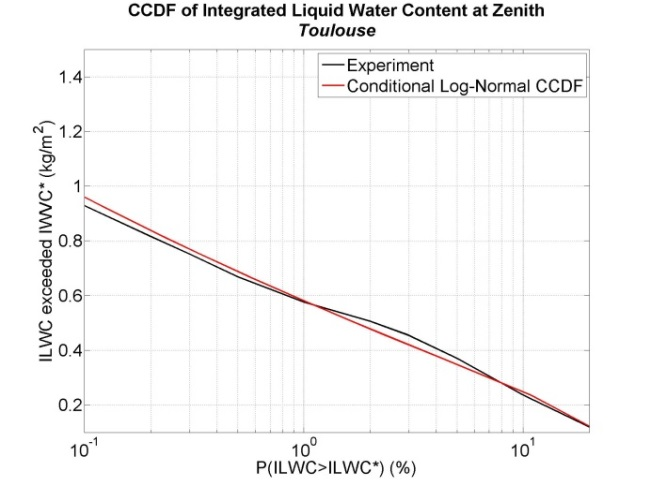 CCDF of Integrated Liquid Water Content at Zenith
Toulouse
Experiment
Conditional Log-Normal CCDF
ILWC exceeded IWVC* (kg/m²)
1.4
1.2
1
0.8
0.6
0.4
0.2
10⁻¹
10⁰
10¹
P(ILWC>ILWC*) (%)